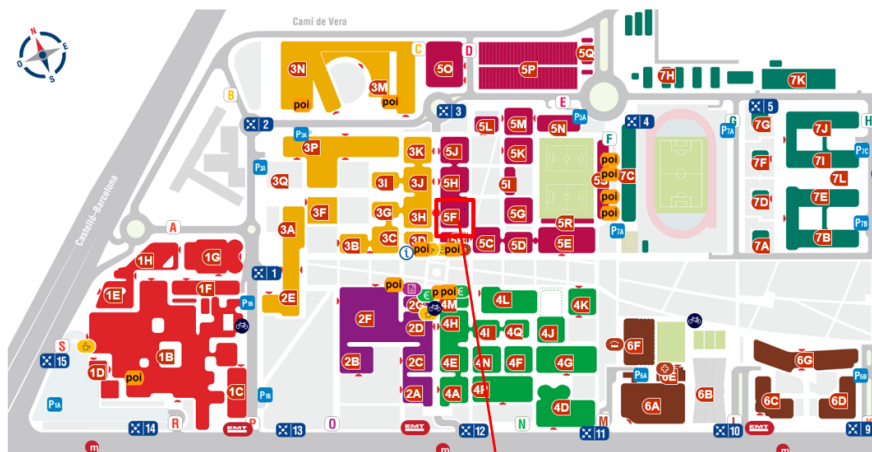 Camí de Vera
N
E
S
O
Castelló-Barcelona
3N
3M
poi
poi
C
5O
D
5P
5Q
7H
7K
B
2
3
E
4
5
P3A
3P
5L
5M
5N
P5A
F
G
P7A
7G
7J
H
3K
5J
5K
poi
7C
7F
7I
P7C
P3A
3Q
3I
3J
5H
5I
poi
7L
3F
3G
3H
5F
5G
poi
7D
7E
A
3A
5R
poi
P7A
P7B
3B
3C
3D
poi
poi
5C
5D
5E
7A
7B
1H
1G
1
1E
1F
2E
poi
2G
poi
4M
4L
4K
P1B
2F
2D
4H
4I
4Q
4J
S
15
1B
6F
6G
1D
poi
2B
2C
4E
4N
4F
4G
P6A
6E
P6B
1C
P1B
2A
4A
4P
4D
6A
6B
6C
6D
P1A
14
R
P
EMT
13
O
EMT
12
N
11
M
10
EMT
9
K
m
m
m